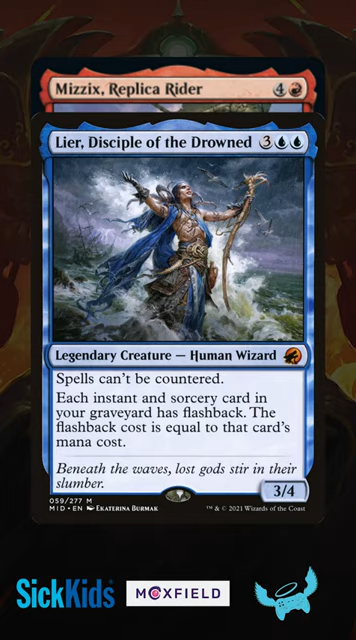 Mizzix, Replica Rider 4
Lier, Disciple of the Drowned 3
Legendary Creature — Human Wizard
Spells can't be countered.
Each instant and sorcery card in
your graveyard has flashback. The
flashback cost is equal to that card's
mana cost.
Beneath the waves, lost gods stir in their
slumber.
3/4
059/277 M
MID • EN Ekaterina Burmak
™ & © 2021 Wizards of the Coast
SickKids
MOXFIELD